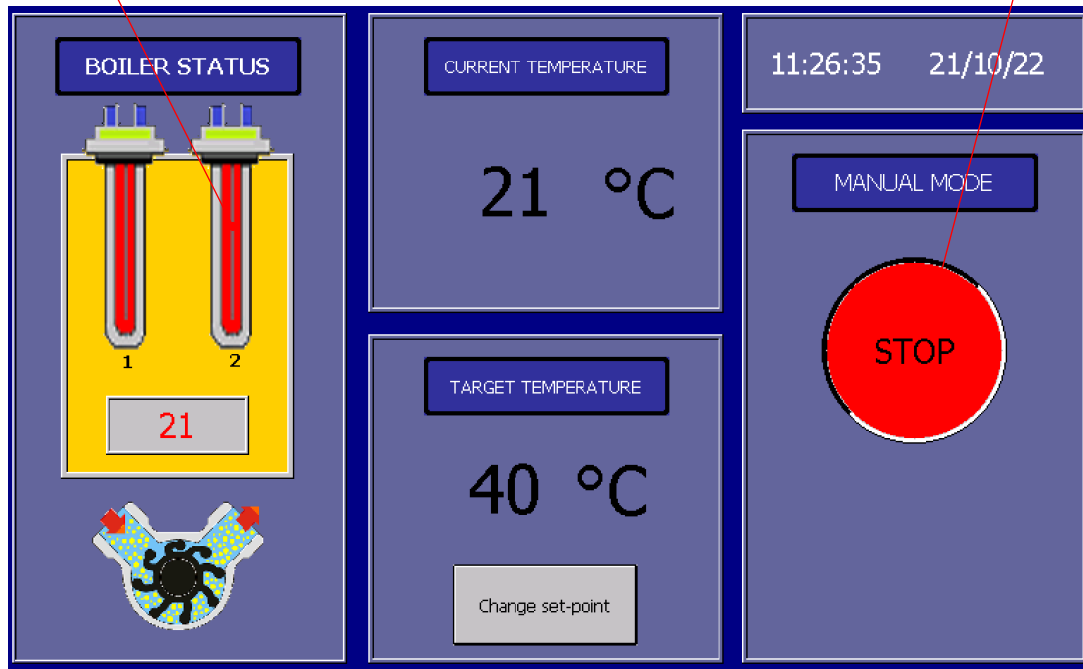 BOILER STATUS
1
2
21
CURRENT TEMPERATURE
21 °C
TARGET TEMPERATURE
40 °C
Change set-point
11:26:35 21/10/22
MANUAL MODE
STOP